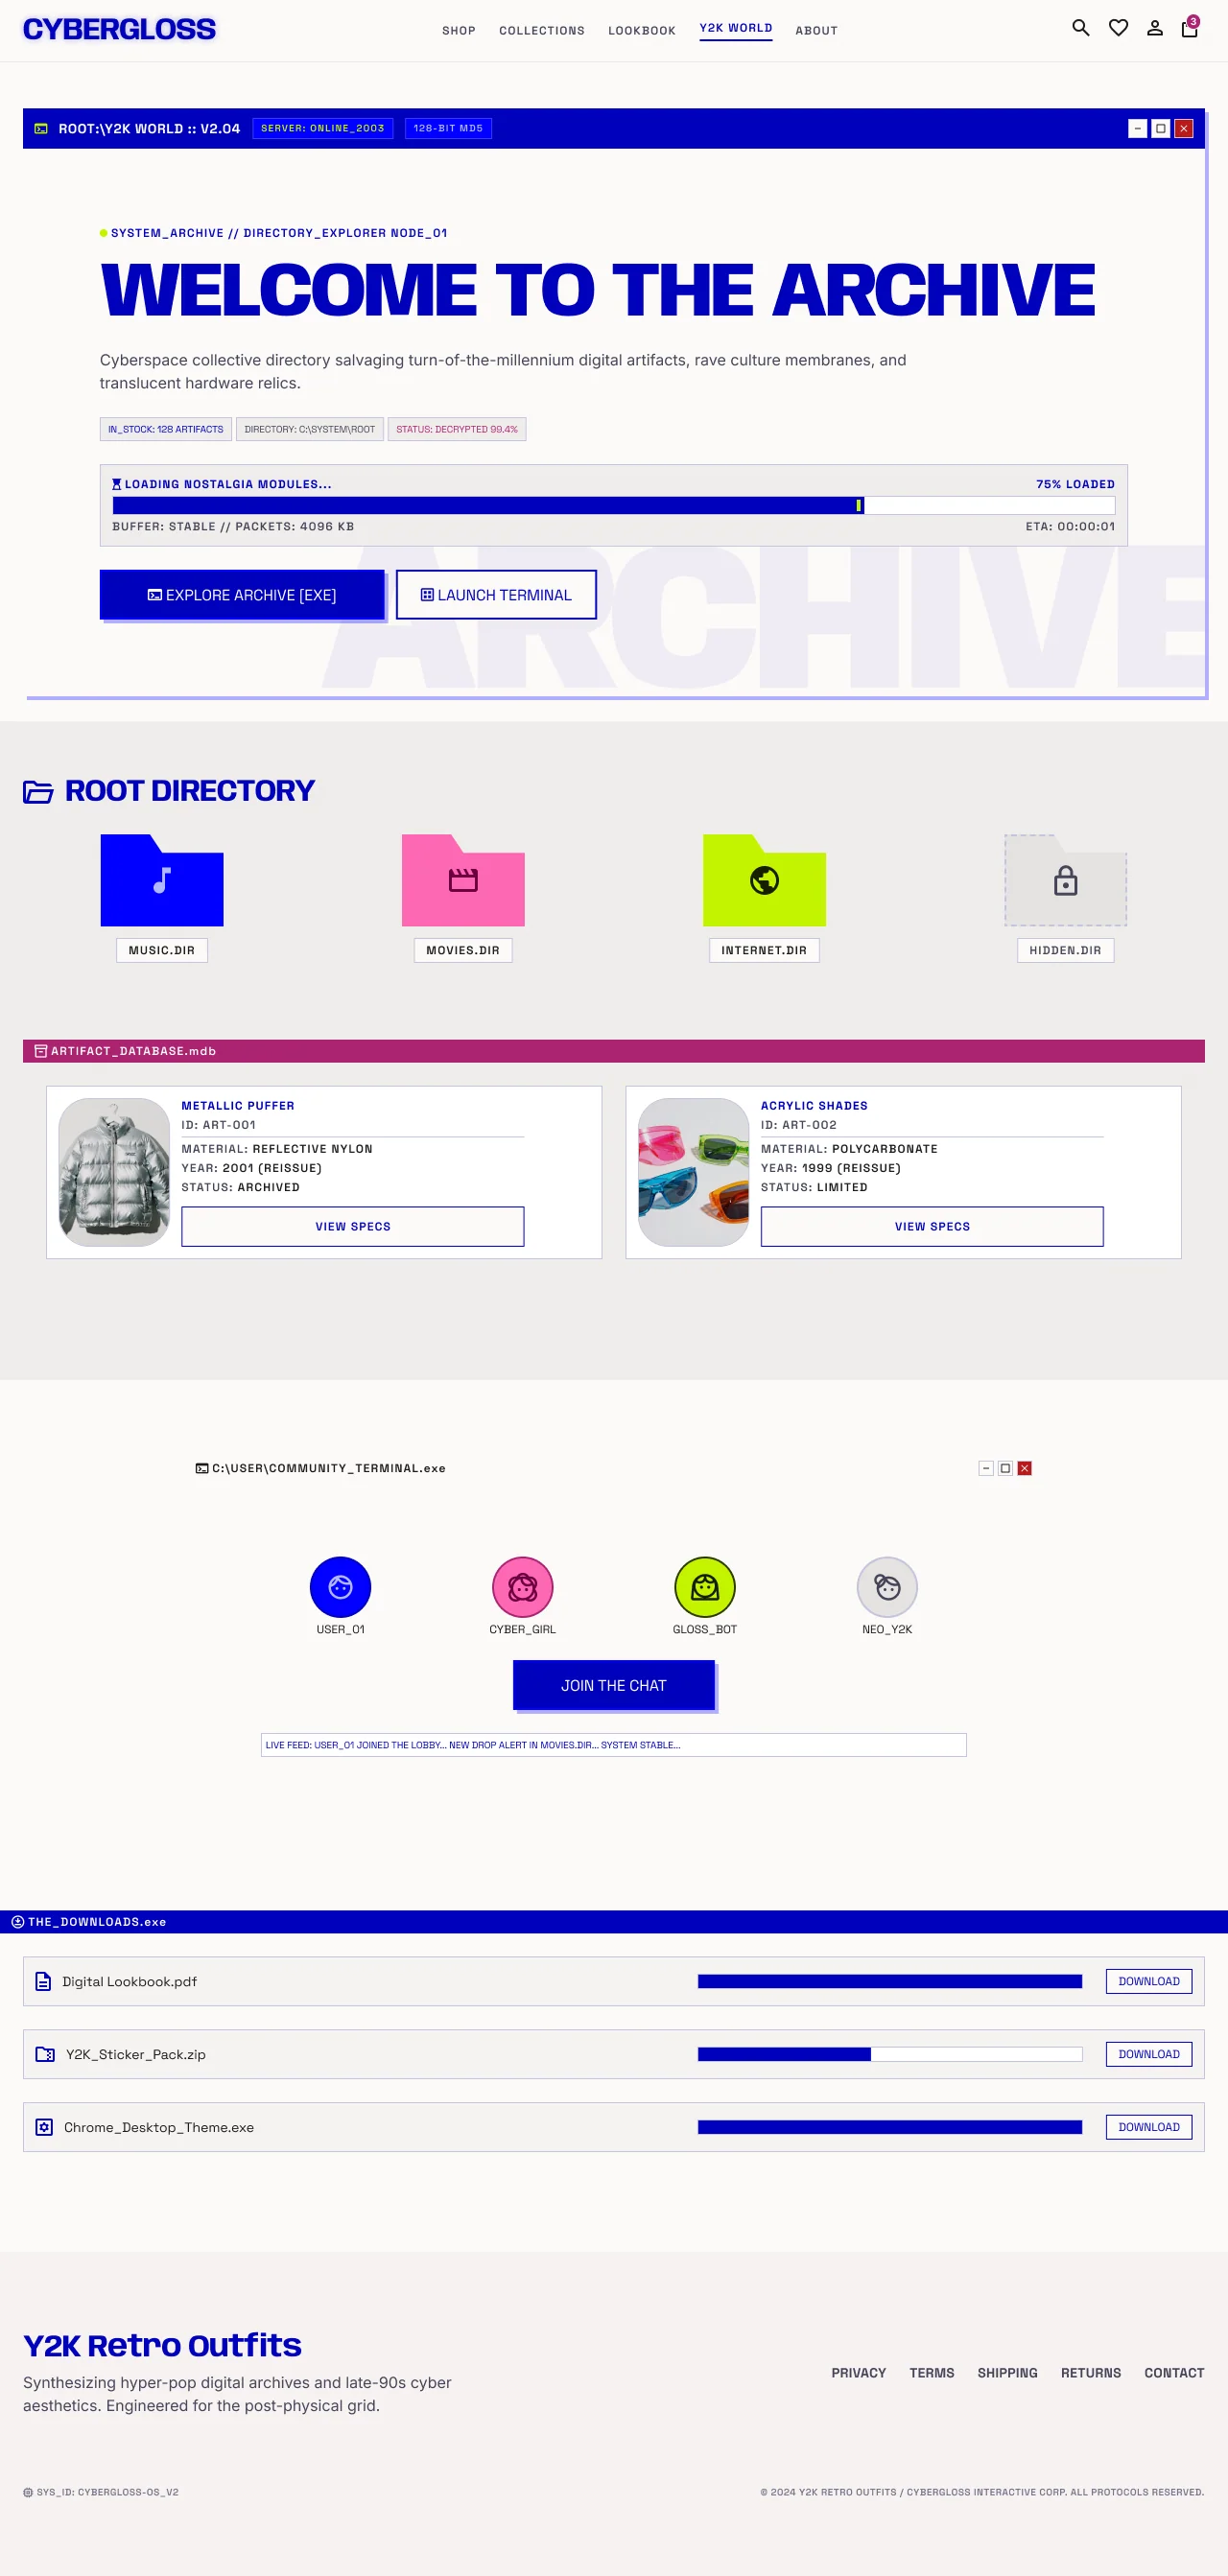 CYBERGLOSS
SHOP
COLLECTIONS
LOOKBOOK
Y2K WORLD
ABOUT
3
ROOT:\Y2K WORLD :: V2.04
SERVER: ONLINE_2003
128-BIT MD5
SYSTEM_ARCHIVE // DIRECTORY_EXPLORER NODE_01
WELCOME TO THE ARCHIVE
Cyberspace collective directory salvaging turn-of-the-millennium digital artifacts, rave culture membranes, and
translucent hardware relics.
IN_STOCK: 128 ARTIFACTS
DIRECTORY: C:\SYSTEM\ROOT
STATUS: DECRYPTED 99.4%
LOADING NOSTALGIA MODULES...
75% LOADED
BUFFER: STABLE // PACKETS: 4096 KB
ETA: 00:00:01
ARCHIVE
EXPLORE ARCHIVE [EXE]
LAUNCH TERMINAL
ROOT DIRECTORY
MUSIC.DIR
MOVIES.DIR
INTERNET.DIR
HIDDEN.DIR
ARTIFACT_DATABASE.mdb
METALLIC PUFFER
ID: ART-001
MATERIAL: REFLECTIVE NYLON
YEAR: 2001 (REISSUE)
STATUS: ARCHIVED
VIEW SPECS
ACRYLIC SHADES
ID: ART-002
MATERIAL: POLYCARBONATE
YEAR: 1999 (REISSUE)
STATUS: LIMITED
VIEW SPECS
C:\USER\COMMUNITY_TERMINAL.exe
USER_01
CYBER_GIRL
GLOSS_BOT
NEO_Y2K
JOIN THE CHAT
LIVE FEED: USER_01 JOINED THE LOBBY... NEW DROP ALERT IN MOVIES.DIR... SYSTEM STABLE...
THE_DOWNLOADS.exe
Digital Lookbook.pdf
DOWNLOAD
Y2K_Sticker_Pack.zip
DOWNLOAD
Chrome_Desktop_Theme.exe
DOWNLOAD
Y2K Retro Outfits
Synthesizing hyper-pop digital archives and late-90s cyber
aesthetics. Engineered for the post-physical grid.
PRIVACY
TERMS
SHIPPING
RETURNS
CONTACT
SYS_ID: CYBERGLOSS-OS_V2
© 2024 Y2K RETRO OUTFITS / CYBERGLOSS INTERACTIVE CORP. ALL PROTOCOLS RESERVED.